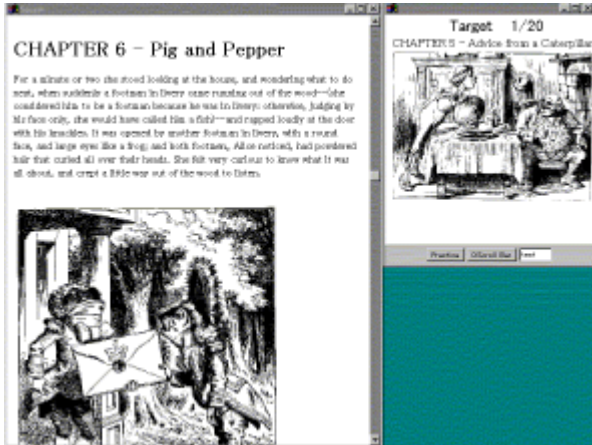 CHAPTER 6 - Pig and Pepper
For a minute or two she stood looking at the house, and wondering what to do
next, when suddenly a footman in livery came running out of the wood--(she
considered him to be a footman because he was in livery: otherwise, judging by
his face only, she would have called him a fish)--and rapped loudly at the door
with his knuckles. It was opened by another footman in livery, with a round
face, and large eyes like a frog; and both footmen, Alice noticed, had powdered
hair that curled all over their heads. She felt very curious to know what it was
all about, and crept a little way out of the wood to listen.
Target 1/20
CHAPTER 5 - Advice from a Caterpillar
Practice Scroll Bar test